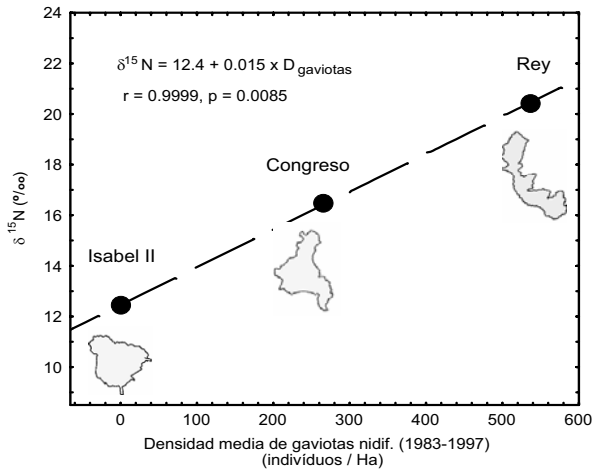 δ¹⁵N = 12.4 + 0.015 x D gaviotas
r = 0.9999, p = 0.0085
Rey
Congreso
Isabel II
δ ¹⁵N (º/oo)
24
22
20
18
16
14
12
10
0 100 200 300 400 500 600
Densidad media de gaviotas nidif. (1983-1997)
(indivíduos / Ha)